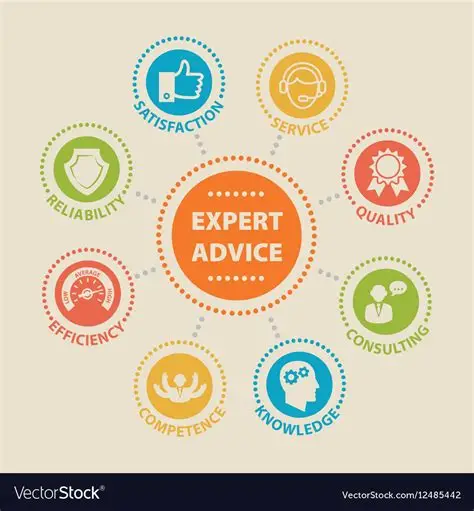 SATISFACTION
SERVICE
RELIABILITY
EXPERT
ADVICE
QUALITY
LOW
AVERAGE
HIGH
EFFICIENCY
CONSULTING
COMPETENCE
KNOWLEDGE
VectorStock®
VectorStock.com/12485442